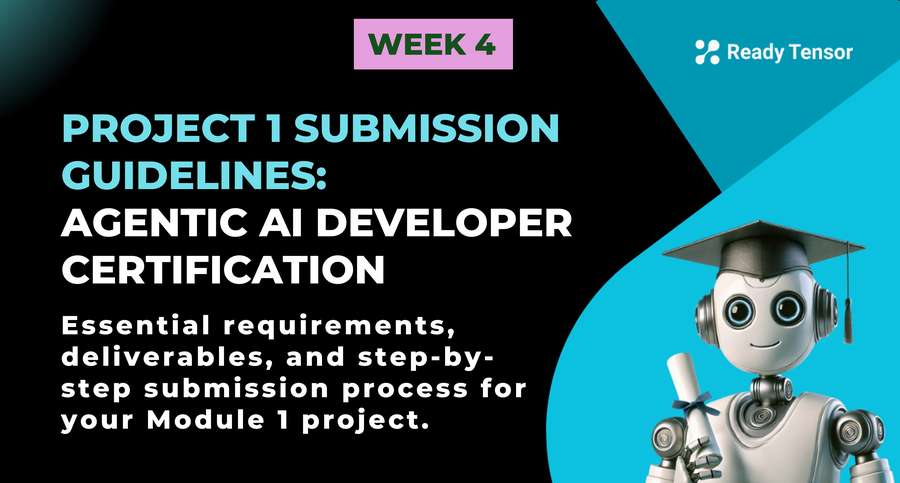 WEEK 4
Ready Tensor
PROJECT 1 SUBMISSION
GUIDELINES:
AGENTIC AI DEVELOPER
CERTIFICATION
Essential requirements,
deliverables, and step-by-
step submission process for
your Module 1 project.